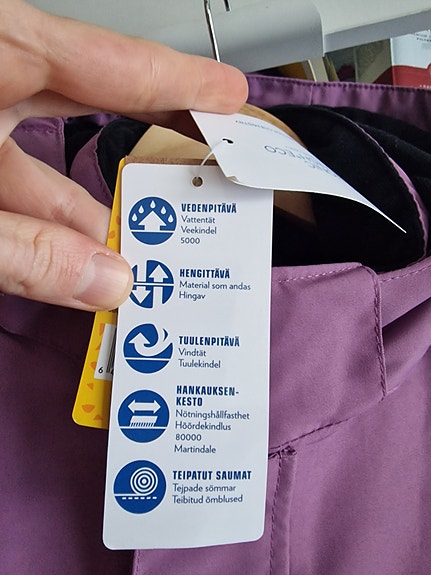 VEDENPITÄVÄ
Vattentät
Veekindel
5000
HENGITTÄVÄ
Material som andas
Hingav
TUULENPITÄVÄ
Vindtät
Tuulekindel
HANKAUKSEN-
KESTO
Nötningshållfasthet
Hõõrdekindlus
80000
Martindale
TEIPATUT SAUMAT
Tejpade sömmar
Teibitud õmblused